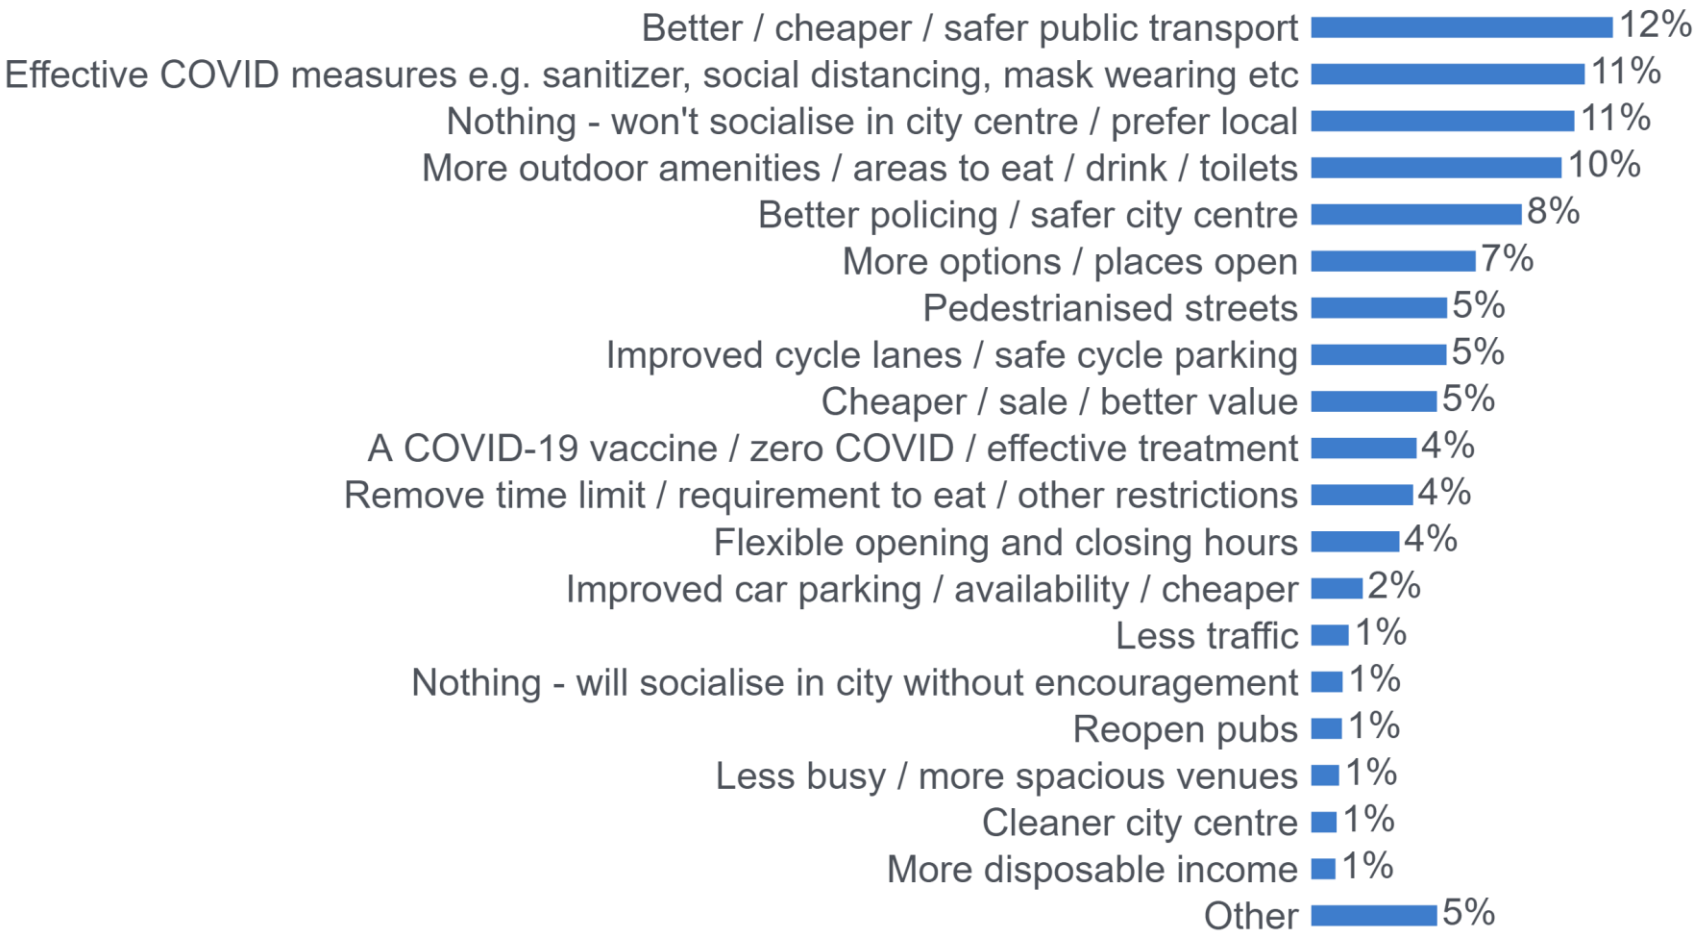 Better / cheaper / safer public transport 12%
Effective COVID measures e.g. sanitizer, social distancing, mask wearing etc 11%
Nothing - won't socialise in city centre / prefer local 11%
More outdoor amenities / areas to eat / drink / toilets 10%
Better policing / safer city centre 8%
More options / places open 7%
Pedestrianised streets 5%
Improved cycle lanes / safe cycle parking 5%
Cheaper / sale / better value 5%
A COVID-19 vaccine / zero COVID / effective treatment 4%
Remove time limit / requirement to eat / other restrictions 4%
Flexible opening and closing hours 4%
Improved car parking / availability / cheaper 2%
Less traffic 1%
Nothing - will socialise in city without encouragement 1%
Reopen pubs 1%
Less busy / more spacious venues 1%
Cleaner city centre 1%
More disposable income 1%
Other 5%